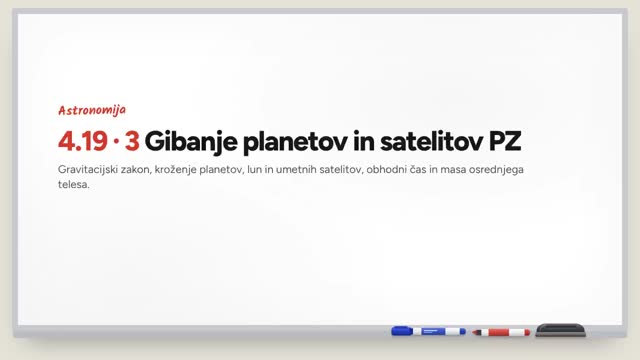 Astronomija
4.19 · 3 Gibanje planetov in satelitov PZ
Gravitacijski zakon, kroženje planetov, lun in umetnih satelitov, obhodni čas in masa osrednjega
telesa.